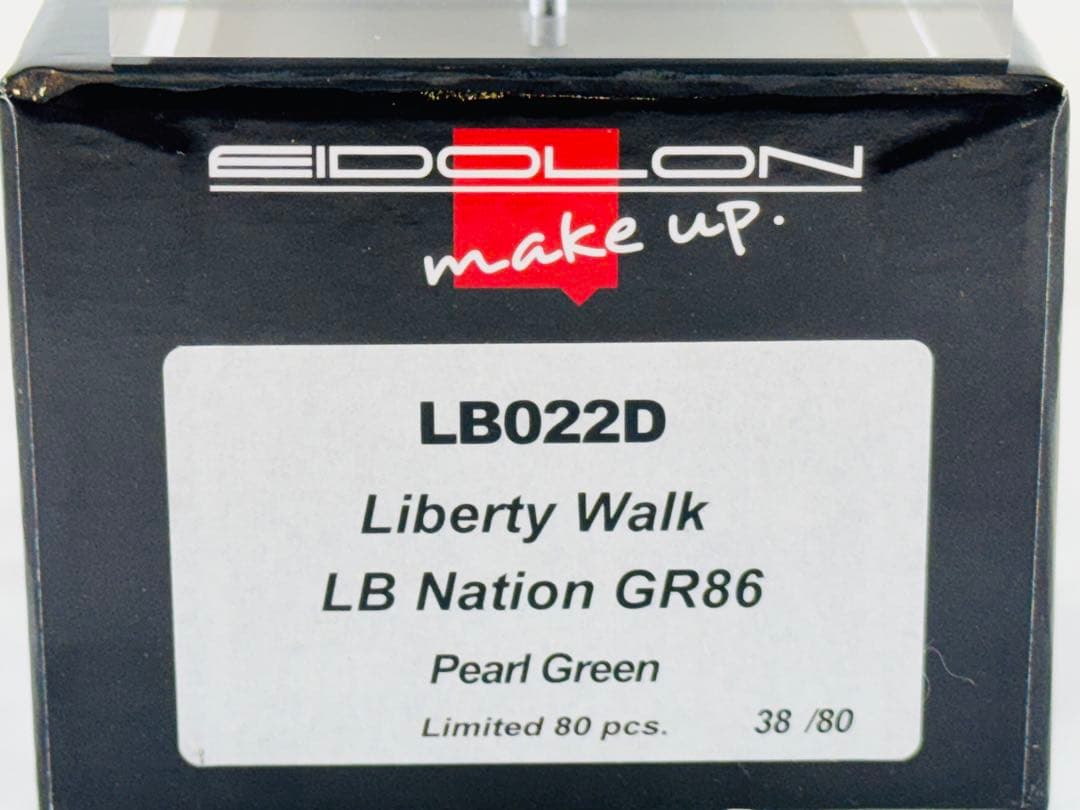 EIDOLON
make up.
LB022D
Liberty Walk
LB Nation GR86
Pearl Green
Limited 80 pcs. 38 /80